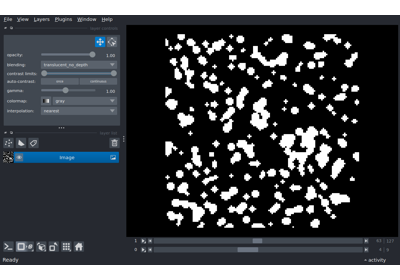 File View Layers Plugins Window Help
opacity: 1.00
blending: translucent_no_depth
contrast limits:
auto-contrast: once continuous
gamma: 1.00
colormap: gray
interpolation: nearest
Image
1
0
Ready
activity